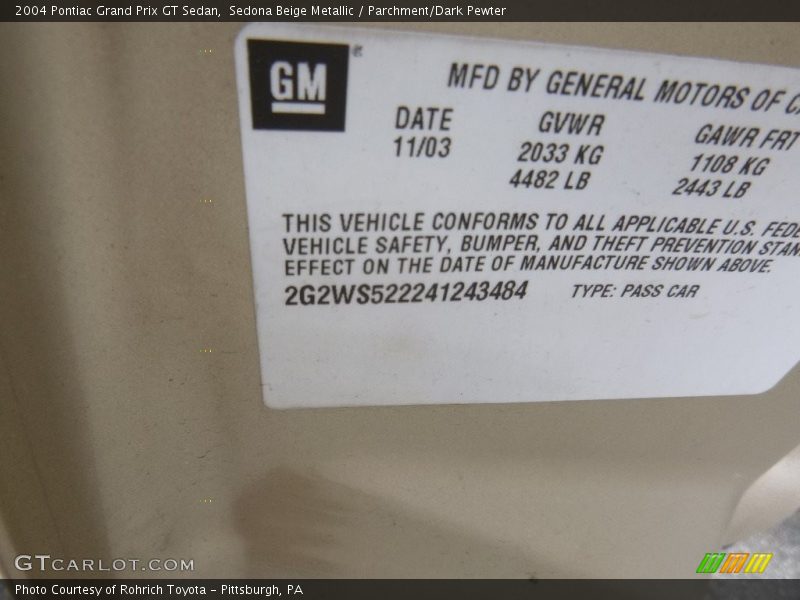 2004 Pontiac Grand Prix GT Sedan, Sedona Beige Metallic / Parchment/Dark Pewter
GM
MFD BY GENERAL MOTORS OF
DATE GVWR GAWR FRT
11/03 2033 KG 1108 KG
4482 LB 2443 LB
THIS VEHICLE CONFORMS TO ALL APPLICABLE U.S.
VEHICLE SAFETY, BUMPER, AND THEFT PREVENTION
EFFECT ON THE DATE OF MANUFACTURE SHOWN ABOVE.
2G2WS522241243484 TYPE: PASS CAR
GTCARLOT.COM
Photo Courtesy of Rohrich Toyota - Pittsburgh, PA